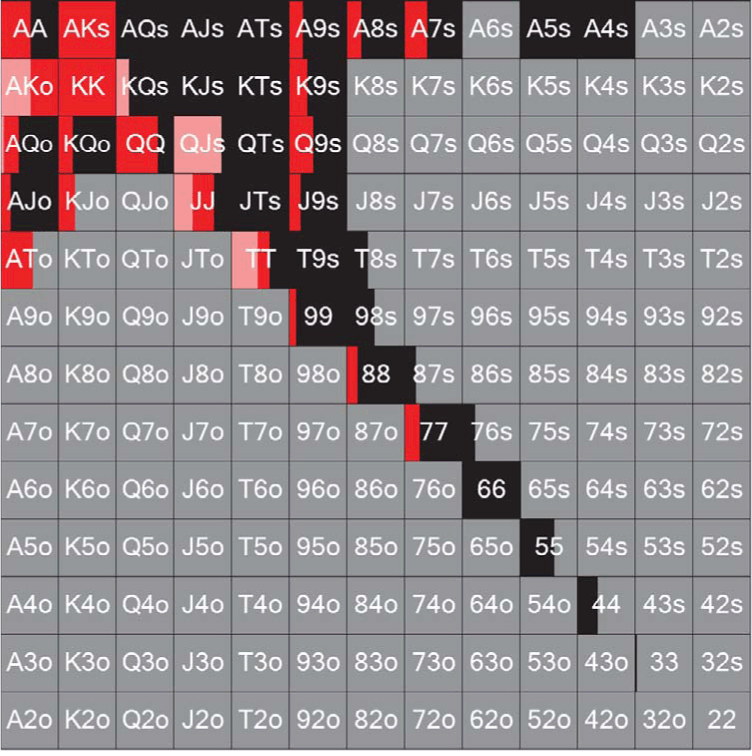 AA AKs AQs AJs ATs A9s A8s A7s A6s A5s A4s A3s A2s
AKo KK KQs KJs KTs K9s K8s K7s K6s K5s K4s K3s K2s
AQo KQo QQ QJs QTs Q9s Q8s Q7s Q6s Q5s Q4s Q3s Q2s
AJo KJo QJo JJ JTs J9s J8s J7s J6s J5s J4s J3s J2s
ATo KTo QTo JTo TT T9s T8s T7s T6s T5s T4s T3s T2s
A9o K9o Q9o J9o T9o 99 98s 97s 96s 95s 94s 93s 92s
A8o K8o Q8o J8o T8o 98o 88 87s 86s 85s 84s 83s 82s
A7o K7o Q7o J7o T7o 97o 87o 77 76s 75s 74s 73s 72s
A6o K6o Q6o J6o T6o 96o 86o 76o 66 65s 64s 63s 62s
A5o K5o Q5o J5o T5o 95o 85o 75o 65o 55 54s 53s 52s
A4o K4o Q4o J4o T4o 94o 84o 74o 64o 54o 44 43s 42s
A3o K3o Q3o J3o T3o 93o 83o 73o 63o 53o 43o 33 32s
A2o K2o Q2o J2o T2o 92o 82o 72o 62o 52o 42o 32o 22